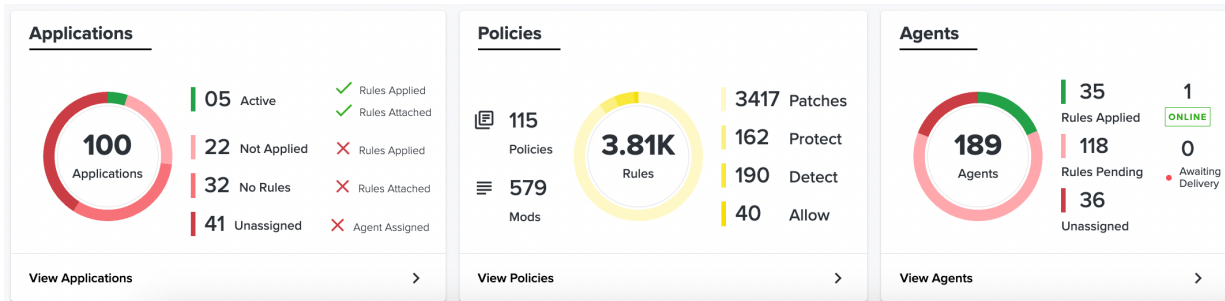 Applications
100
Applications
05 Active
Rules Applied
Rules Attached
22 Not Applied
Rules Applied
32 No Rules
Rules Attached
41 Unassigned
Agent Assigned
View Applications
Policies
115
Policies
579
Mods
3.81K
Rules
3417 Patches
162 Protect
190 Detect
40 Allow
View Policies
Agents
189
Agents
35
Rules Applied
118
Rules Pending
36
Unassigned
1
ONLINE
0
Awaiting
Delivery
View Agents